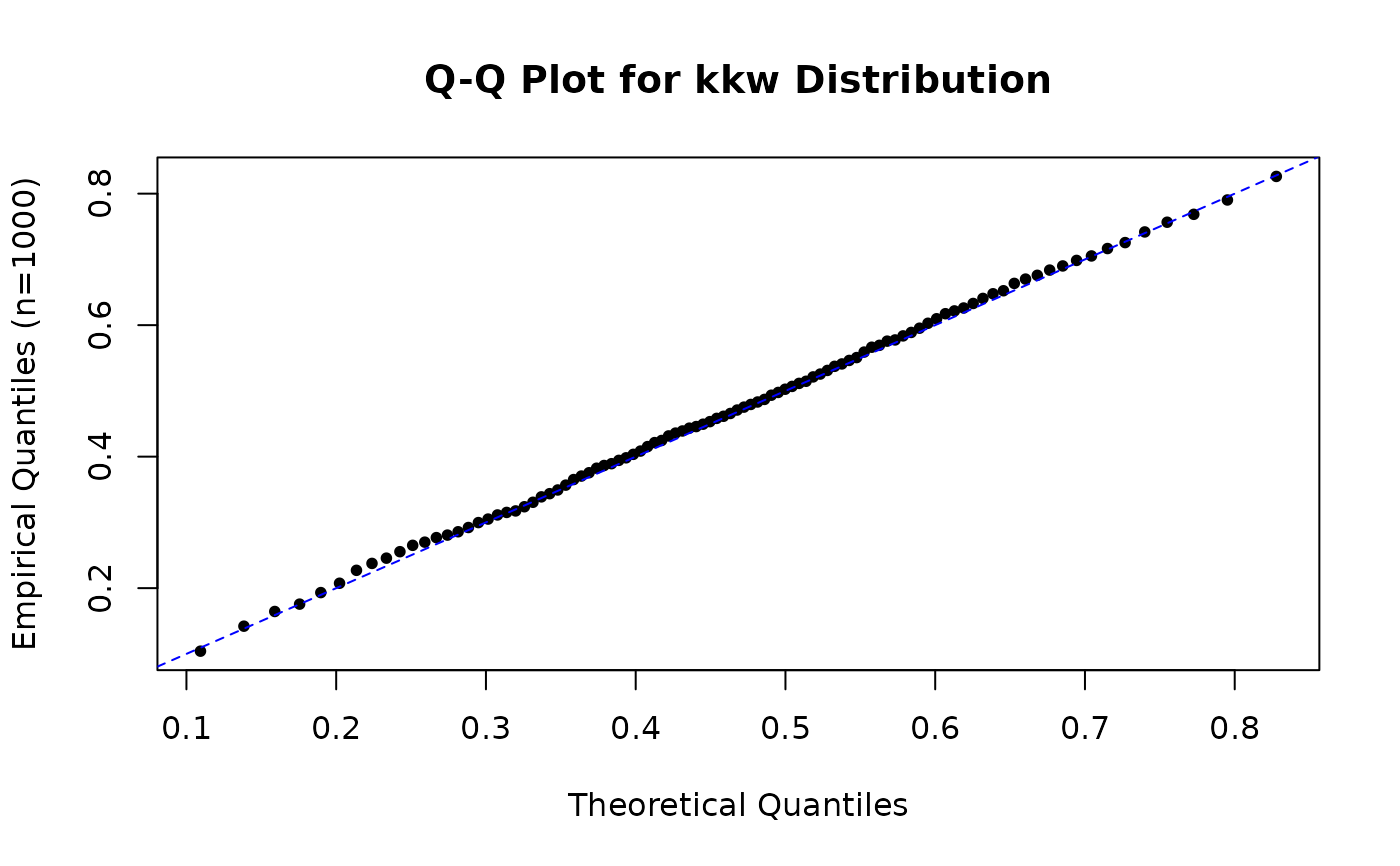 Q-Q Plot for kkw Distribution
Empirical Quantiles (n=1000)
0.8
0.6
0.4
0.2
0.1 0.2 0.3 0.4 0.5 0.6 0.7 0.8
Theoretical Quantiles